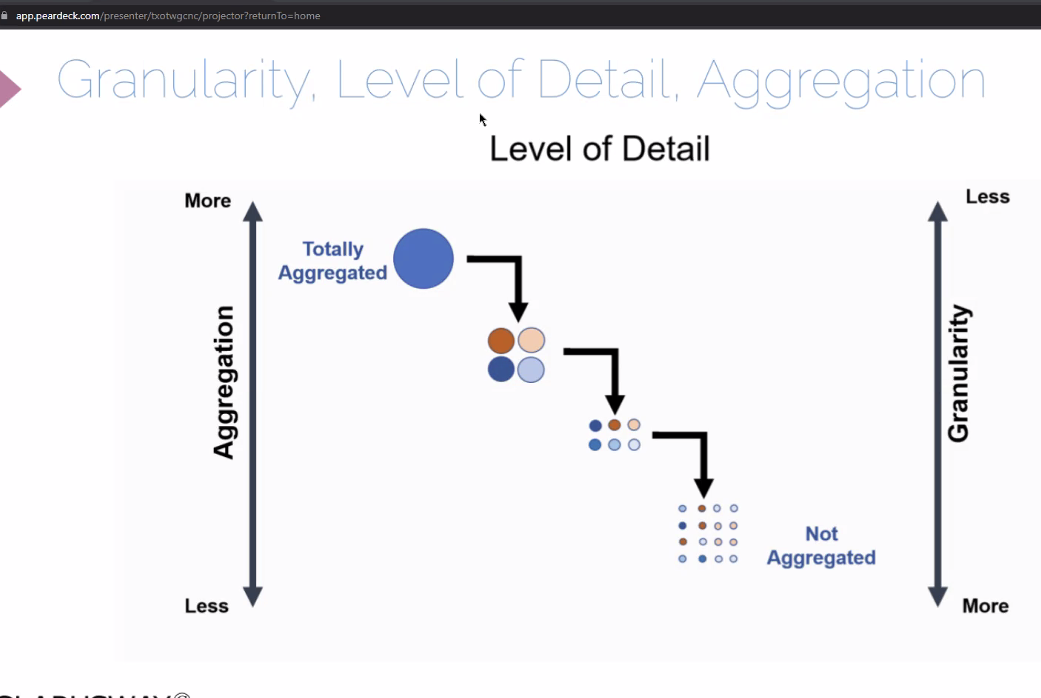 app.peardeck.com/presenter/txotwgcnc/projector?returnTo=home
Granularity, Level of Detail, Aggregation
Level of Detail
More
Less
Totally
Aggregated
Aggregation
Granularity
Not
Aggregated
Less
More